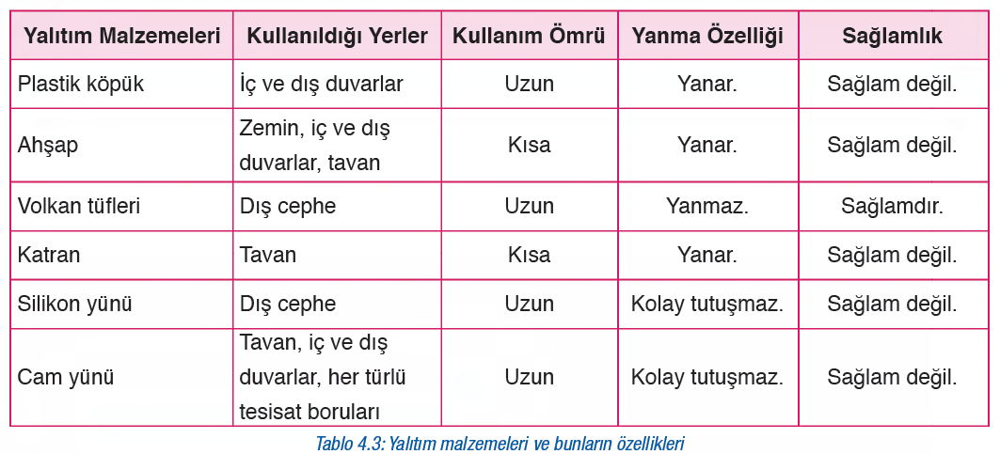 Yalıtım Malzemeleri Kullanıldığı Yerler Kullanım Ömrü Yanma Özelliği Sağlamlık
Plastik köpük İç ve dış duvarlar Uzun Yanar. Sağlam değil.
Ahşap Zemin, iç ve dış duvarlar, tavan Kısa Yanar. Sağlam değil.
Volkan tüfleri Dış cephe Uzun Yanmaz. Sağlamdır.
Katran Tavan Kısa Yanar. Sağlam değil.
Silikon yünü Dış cephe Uzun Kolay tutuşmaz. Sağlam değil.
Cam yünü Tavan, iç ve dış duvarlar, her türlü tesisat boruları Uzun Kolay tutuşmaz. Sağlam değil.
Tablo 4.3: Yalıtım malzemeleri ve bunların özellikleri